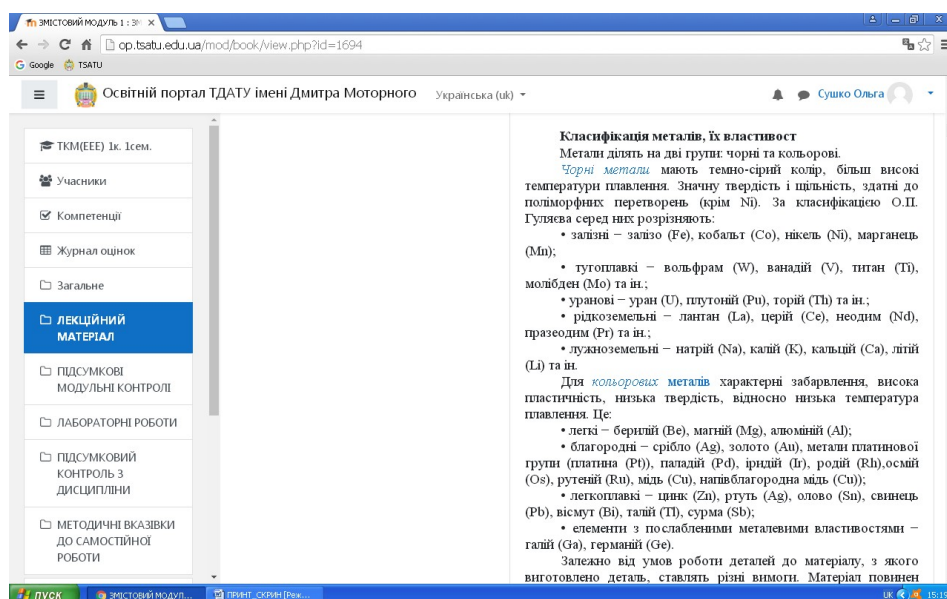 ЗМІСТОВИЙ МОДУЛЬ 1 : ЗМ
op.tsatu.edu.ua/mod/book/view.php?id=1694
Google TSATU
Освітній портал ТДАТУ імені Дмитра Моторного Українська (uk) Сушко Ольга
ТКМ(ЕЕЕ) 1к. 1сем.
Учасники
Компетенції
Журнал оцінок
Загальне
ЛЕКЦІЙНИЙ
МАТЕРІАЛ
ПІДСУМКОВІ
МОДУЛЬНІ КОНТРОЛІ
ЛАБОРАТОРНІ РОБОТИ
ПІДСУМКОВИЙ
КОНТРОЛЬ З
ДИСЦИПЛІНИ
МЕТОДИЧНІ ВКАЗІВКИ
ДО САМОСТІЙНОЇ
РОБОТИ
Класифікація металів, їх властивост
Метали ділять на дві групи: чорні та кольорові.
Чорні метали мають темно-сірий колір, більш високі
температури плавлення. Значну твердість і щільність, здатні до
поліморфних перетворень (крім Ni). За класифікацією О.П.
Гуляєва серед них розрізняють:
• залізні − залізо (Fe), кобальт (Co), нікель (Ni), марганець
(Mn);
• тугоплавкі − вольфрам (W), ванадій (V), титан (Ti),
молібден (Mo) та ін.;
• уранові − уран (U), плутоній (Pu), торій (Th) та ін.;
• рідкоземельні − лантан (La), церій (Ce), неодим (Nd),
празеодим (Pr) та ін.;
• лужноземельні − натрій (Na), калій (K), кальцій (Ca), літій
(Li) та ін.
Для кольорових металів характерні забарвлення, висока
пластичність, низька твердість, відносно низька температура
плавлення. Це:
• легкі − берилій (Be), магній (Mg), алюміній (Al);
• благородні − срібло (Ag), золото (Au), метали платинової
групи (платина (Pt)), паладій (Pd), іридій (Ir), родій (Rh),осмій
(Os), рутеній (Ru), мідь (Cu), напівблагородна мідь (Cu));
• легкоплавкі − цинк (Zn), ртуть (Ag), олово (Sn), свинець
(Pb), вісмут (Bi), талій (Tl), сурма (Sb);
• елементи з послабленими металевими властивостями −
галій (Ga), германій (Ge).
Залежно від умов роботи деталей до матеріалу, з якого
виготовлено деталь, ставлять різні вимоги. Матеріал повинен
пуск ЗМІСТОВИЙ МОДУЛ... ПРИНТ_СКРИН [Реж... UK 15:19